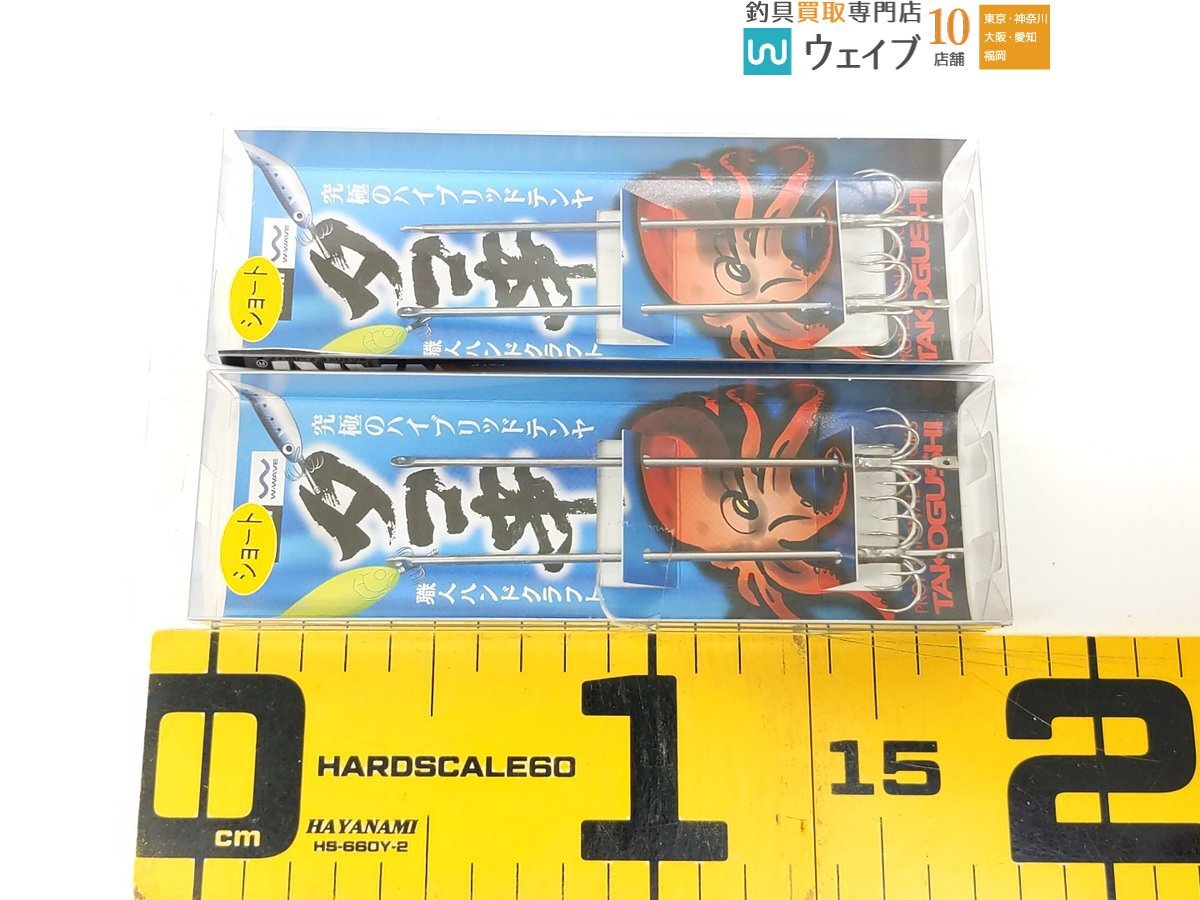 釣具買取専門店
ウェイブ
10
店舗
東京・神奈川
大阪・愛知
福岡
究極のハイブリッドテンヤ
W-WAVE
タコ串
ショート
職人ハンドクラフト
TAKOGUSHI
究極のハイブリッドテンヤ
W-WAVE
タコ串
ショート
職人ハンドクラフト
TAKOGUSHI
0
1
15
2
HARDSCALE60
cm
HAYANAMI
HS-660Y-2